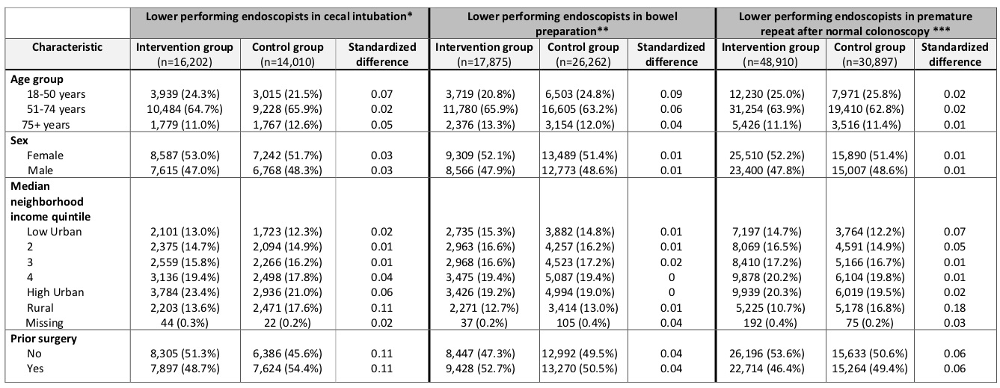 Lower performing endoscopists in cecal intubation* Lower performing endoscopists in bowel preparation** Lower performing endoscopists in premature repeat after normal colonoscopy ***
Characteristic Intervention group (n=16,202) Control group (n=14,010) Standardized difference Intervention group (n=17,875) Control group (n=26,262) Standardized difference Intervention group (n=48,910) Control group (n=30,897) Standardized difference
Age group
18-50 years 3,939 (24.3%) 3,015 (21.5%) 0.07 3,719 (20.8%) 6,503 (24.8%) 0.09 12,230 (25.0%) 7,971 (25.8%) 0.02
51-74 years 10,484 (64.7%) 9,228 (65.9%) 0.02 11,780 (65.9%) 16,605 (63.2%) 0.06 31,254 (63.9%) 19,410 (62.8%) 0.02
75+ years 1,779 (11.0%) 1,767 (12.6%) 0.05 2,376 (13.3%) 3,154 (12.0%) 0.04 5,426 (11.1%) 3,516 (11.4%) 0.01
Sex
Female 8,587 (53.0%) 7,242 (51.7%) 0.03 9,309 (52.1%) 13,489 (51.4%) 0.01 25,510 (52.2%) 15,890 (51.4%) 0.01
Male 7,615 (47.0%) 6,768 (48.3%) 0.03 8,566 (47.9%) 12,773 (48.6%) 0.01 23,400 (47.8%) 15,007 (48.6%) 0.01
Median
neighborhood
income quintile
Low Urban 2,101 (13.0%) 1,723 (12.3%) 0.02 2,735 (15.3%) 3,882 (14.8%) 0.01 7,197 (14.7%) 3,764 (12.2%) 0.07
2 2,375 (14.7%) 2,094 (14.9%) 0.01 2,963 (16.6%) 4,257 (16.2%) 0.01 8,069 (16.5%) 4,591 (14.9%) 0.05
3 2,559 (15.8%) 2,266 (16.2%) 0.01 2,968 (16.6%) 4,523 (17.2%) 0.02 8,410 (17.2%) 5,166 (16.7%) 0.01
4 3,136 (19.4%) 2,498 (17.8%) 0.04 3,475 (19.4%) 5,087 (19.4%) 0 9,878 (20.2%) 6,104 (19.8%) 0.01
High Urban 3,784 (23.4%) 2,936 (21.0%) 0.06 3,426 (19.2%) 4,994 (19.0%) 0 9,939 (20.3%) 6,019 (19.5%) 0.02
Rural 2,203 (13.6%) 2,471 (17.6%) 0.11 2,271 (12.7%) 3,414 (13.0%) 0.01 5,225 (10.7%) 5,178 (16.8%) 0.18
Missing 44 (0.3%) 22 (0.2%) 0.02 37 (0.2%) 105 (0.4%) 0.04 192 (0.4%) 75 (0.2%) 0.03
Prior surgery
No 8,305 (51.3%) 6,386 (45.6%) 0.11 8,447 (47.3%) 12,992 (49.5%) 0.04 26,196 (53.6%) 15,633 (50.6%) 0.06
Yes 7,897 (48.7%) 7,624 (54.4%) 0.11 9,428 (52.7%) 13,270 (50.5%) 0.04 22,714 (46.4%) 15,264 (49.4%) 0.06